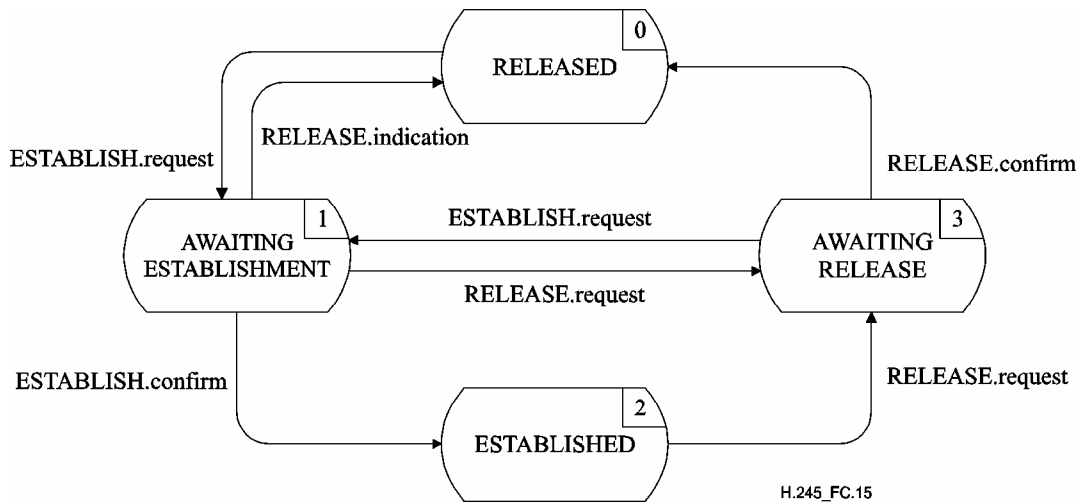 0
RELEASED
RELEASE.indication
ESTABLISH.request
RELEASE.confirm
1
AWAITING
ESTABLISHMENT
ESTABLISH.request
RELEASE.request
3
AWAITING
RELEASE
ESTABLISH.confirm
RELEASE.request
2
ESTABLISHED
H.245_FC.15